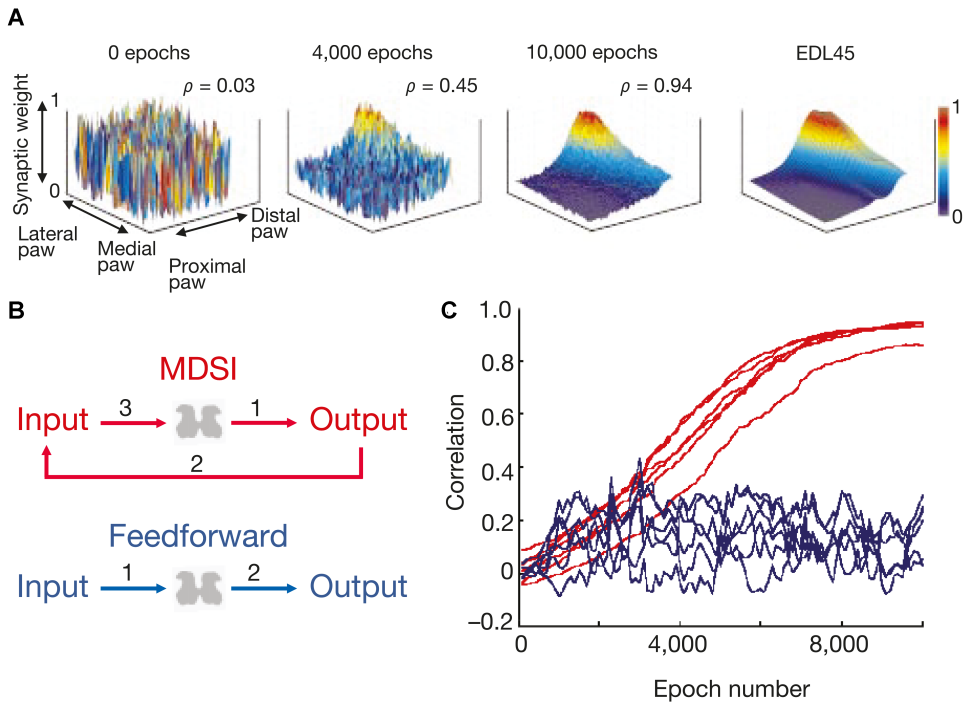 A
0 epochs
4,000 epochs
10,000 epochs
EDL45
ρ = 0.03
ρ = 0.45
ρ = 0.94
Synaptic weight
1
0
1
0
Lateral
paw
Medial
paw
Proximal
paw
Distal
paw
B
MDSI
Input
3
1
Output
2
Feedforward
Input
1
2
Output
C
Correlation
1.0
0.8
0.6
0.4
0.2
0
–0.2
0
4,000
8,000
Epoch number